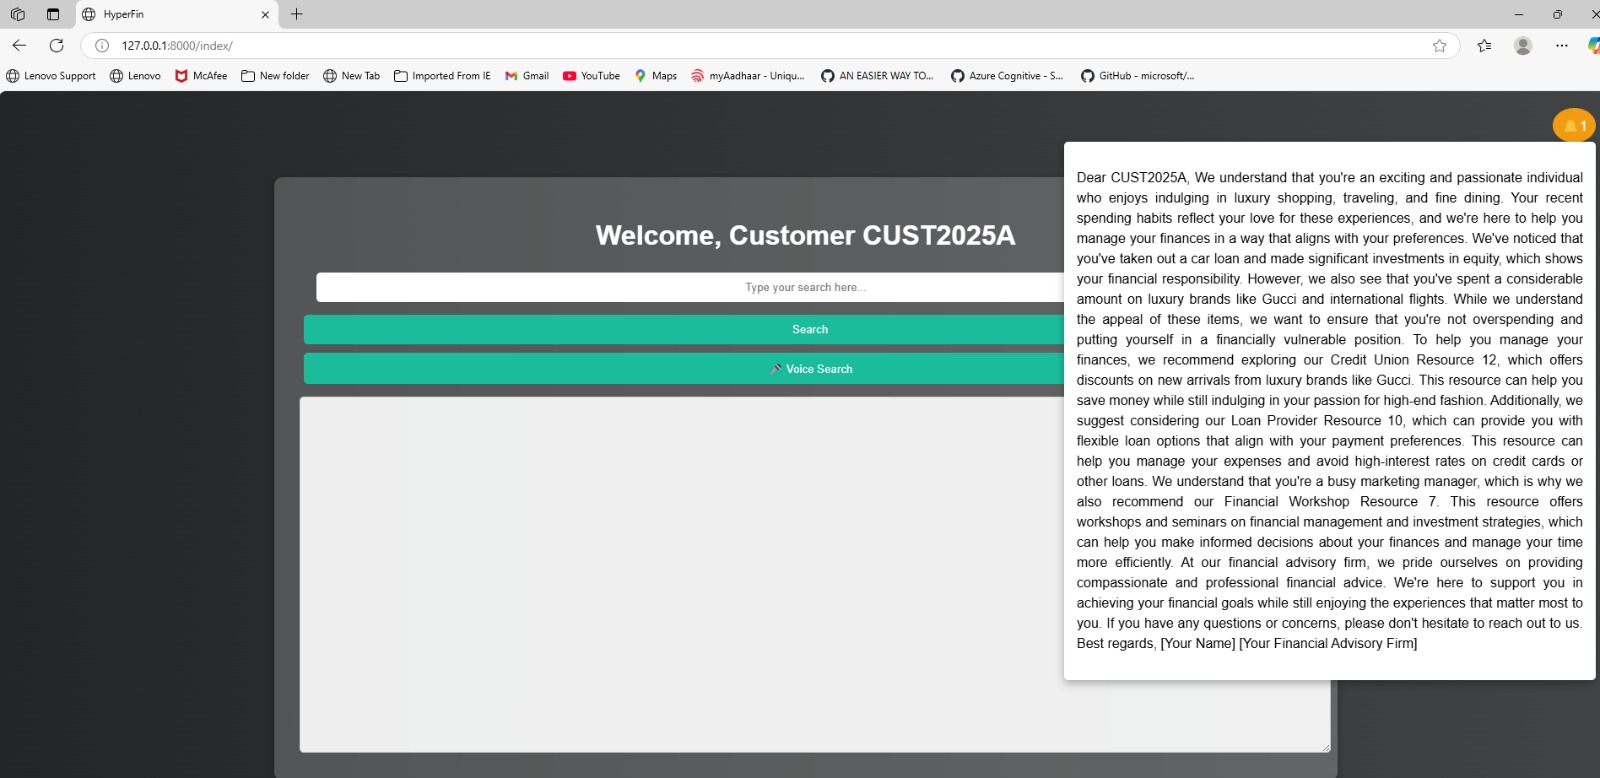 HyperFin
127.0.0.1:8000/index/
Lenovo Support
Lenovo
McAfee
New folder
New Tab
Imported From IE
Gmail
YouTube
Maps
myAadhaar - Uniqu...
AN EASIER WAY TO...
Azure Cognitive - S...
GitHub - microsoft/...
1
Welcome, Customer CUST2025A
Type your search here...
Search
Voice Search
Dear CUST2025A, We understand that you're an exciting and passionate individual
who enjoys indulging in luxury shopping, traveling, and fine dining. Your recent
spending habits reflect your love for these experiences, and we're here to help you
manage your finances in a way that aligns with your preferences. We've noticed that
you've taken out a car loan and made significant investments in equity, which shows
your financial responsibility. However, we also see that you've spent a considerable
amount on luxury brands like Gucci and international flights. While we understand
the appeal of these items, we want to ensure that you're not overspending and
putting yourself in a financially vulnerable position. To help you manage your
finances, we recommend exploring our Credit Union Resource 12, which offers
discounts on new arrivals from luxury brands like Gucci. This resource can help you
save money while still indulging in your passion for high-end fashion. Additionally, we
suggest considering our Loan Provider Resource 10, which can provide you with
flexible loan options that align with your payment preferences. This resource can
help you manage your expenses and avoid high-interest rates on credit cards or
other loans. We understand that you're a busy marketing manager, which is why we
also recommend our Financial Workshop Resource 7. This resource offers
workshops and seminars on financial management and investment strategies, which
can help you make informed decisions about your finances and manage your time
more efficiently. At our financial advisory firm, we pride ourselves on providing
compassionate and professional financial advice. We're here to support you in
achieving your financial goals while still enjoying the experiences that matter most to
you. If you have any questions or concerns, please don't hesitate to reach out to us.
Best regards, [Your Name] [Your Financial Advisory Firm]